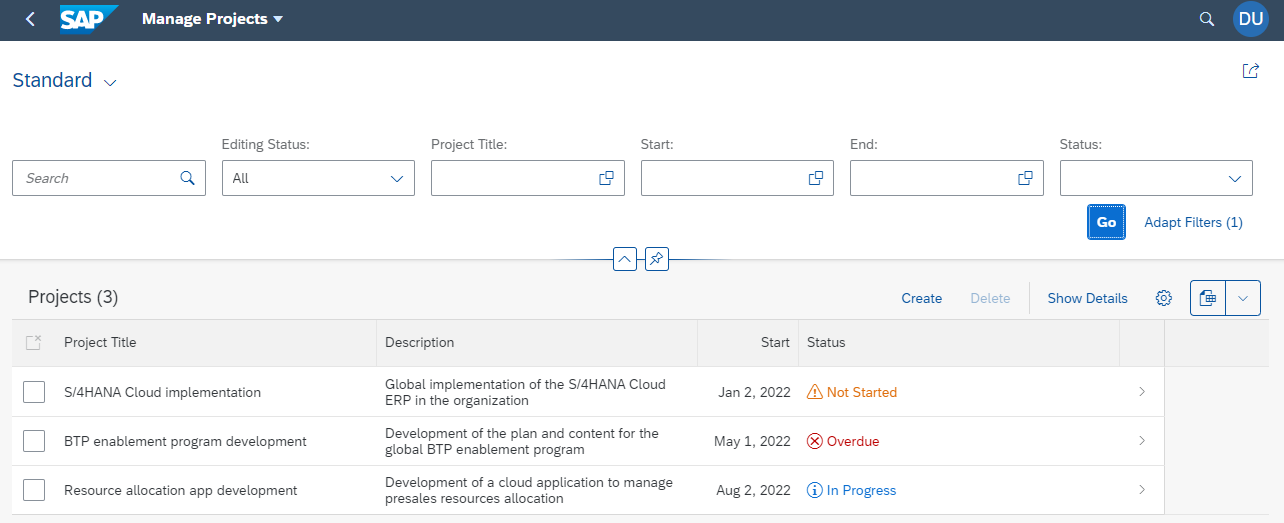 SAP Manage Projects DU
Standard
Editing Status: Project Title: Start: End: Status:
Search All
Go Adapt Filters (1)
Projects (3) Create Delete Show Details
Project Title Description Start Status
S/4HANA Cloud implementation Global implementation of the S/4HANA Cloud Jan 2, 2022 Not Started
ERP in the organization
BTP enablement program development Development of the plan and content for the May 1, 2022 Overdue
global BTP enablement program
Resource allocation app development Development of a cloud application to manage Aug 2, 2022 In Progress
presales resources allocation